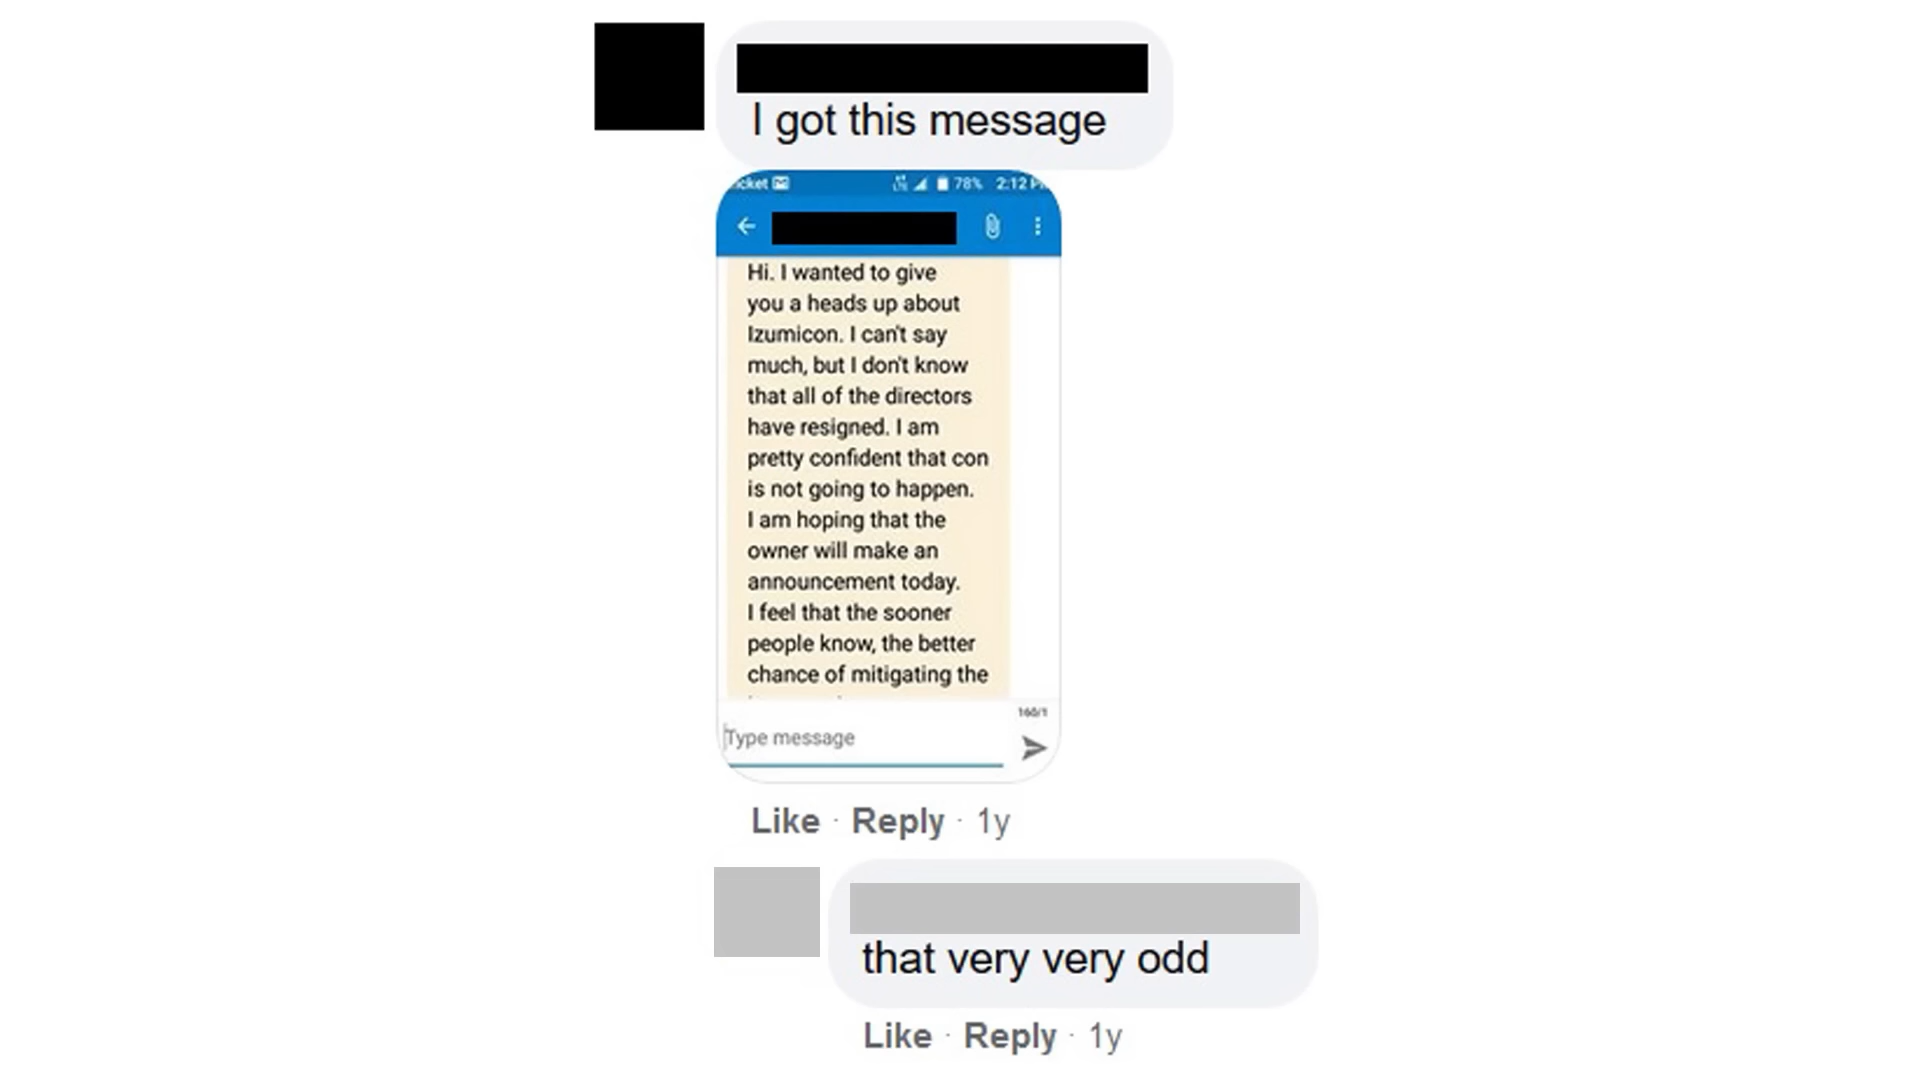 I got this message
icket 78% 2:12 P
Hi. I wanted to give
you a heads up about
Izumicon. I can't say
much, but I don't know
that all of the directors
have resigned. I am
pretty confident that con
is not going to happen.
I am hoping that the
owner will make an
announcement today.
I feel that the sooner
people know, the better
chance of mitigating the
160/1
Type message
Like · Reply · 1y
that very very odd
Like · Reply · 1y